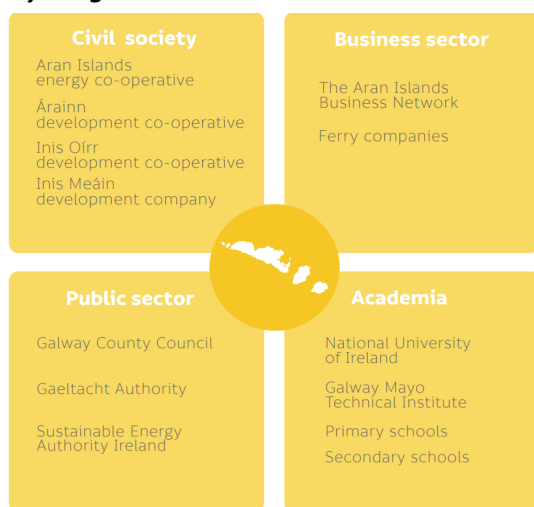 Civil society
Aran Islands
energy co-operative
Árainn
development co-operative
Inis Oírr
development co-operative
Inis Meáin
development company
Business sector
The Aran Islands
Business Network
Ferry companies
Public sector
Galway County Council
Gaeltacht Authority
Sustainable Energy
Authority Ireland
Academia
National University
of Ireland
Galway Mayo
Technical Institute
Primary schools
Secondary schools